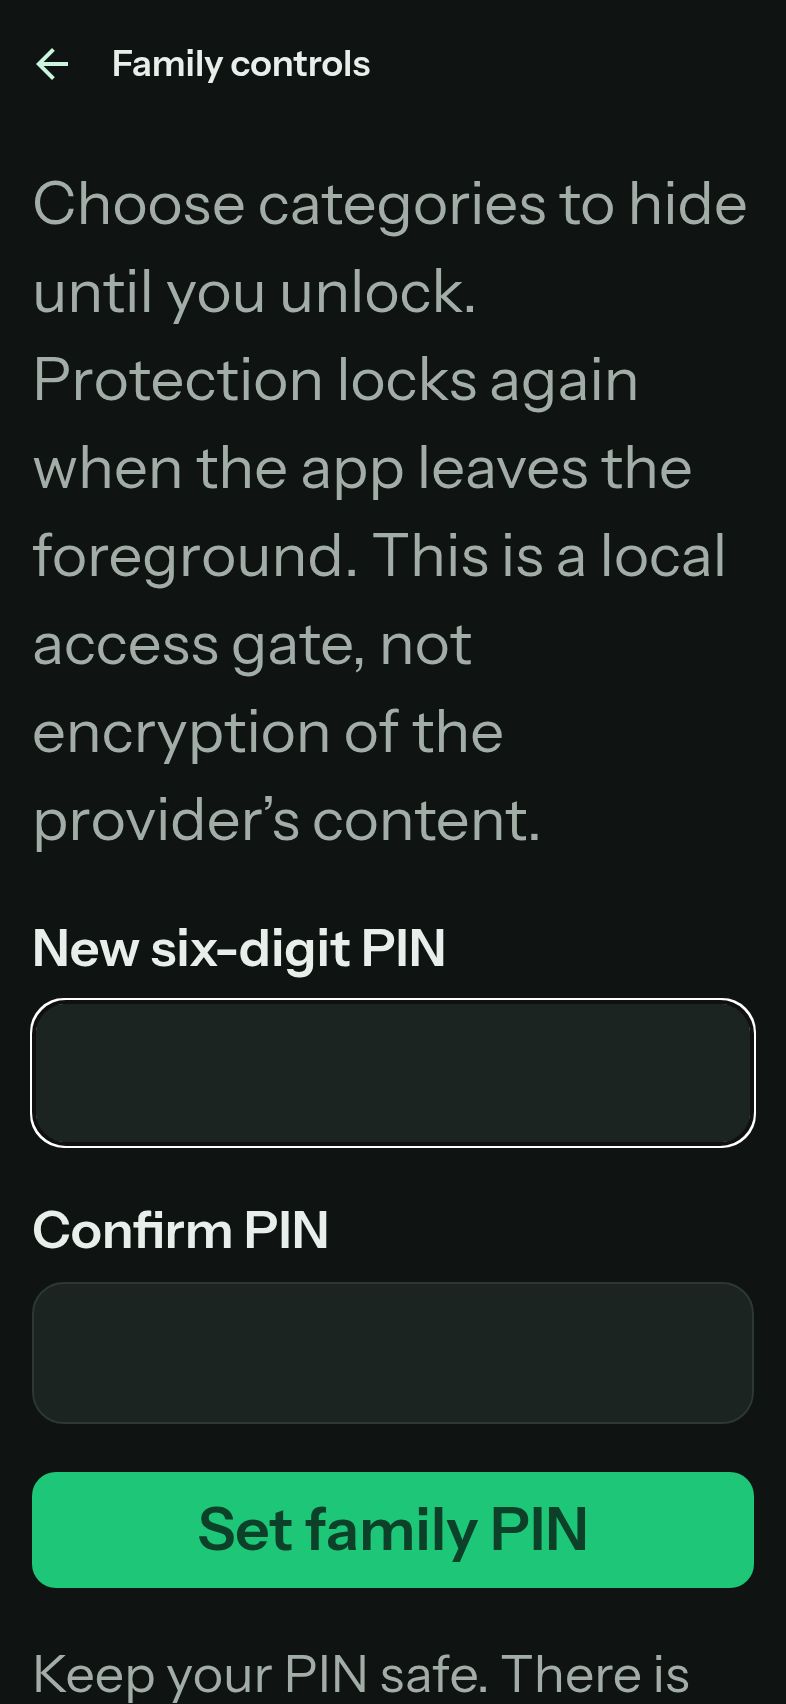 Family controls
Choose categories to hide
until you unlock.
Protection locks again
when the app leaves the
foreground. This is a local
access gate, not
encryption of the
provider’s content.
New six-digit PIN
Confirm PIN
Set family PIN
Keep your PIN safe. There is